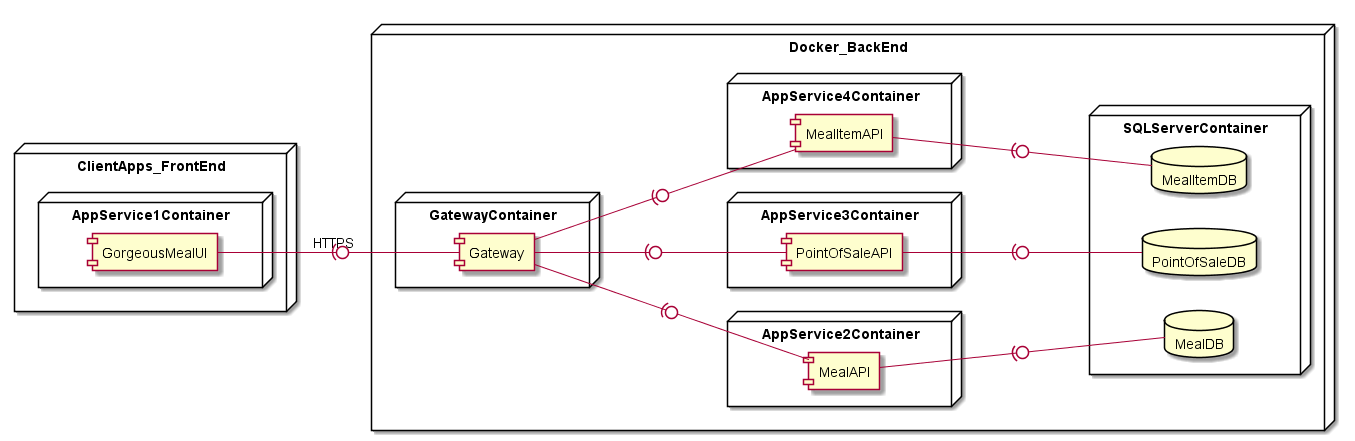 Docker_BackEnd
AppService4Container
MealItemAPI
SQLServerContainer
MealItemDB
ClientApps_FrontEnd
AppService1Container
GorgeousMealUI
HTTPS
GatewayContainer
Gateway
AppService3Container
PointOfSaleAPI
PointOfSaleDB
AppService2Container
MealAPI
MealDB